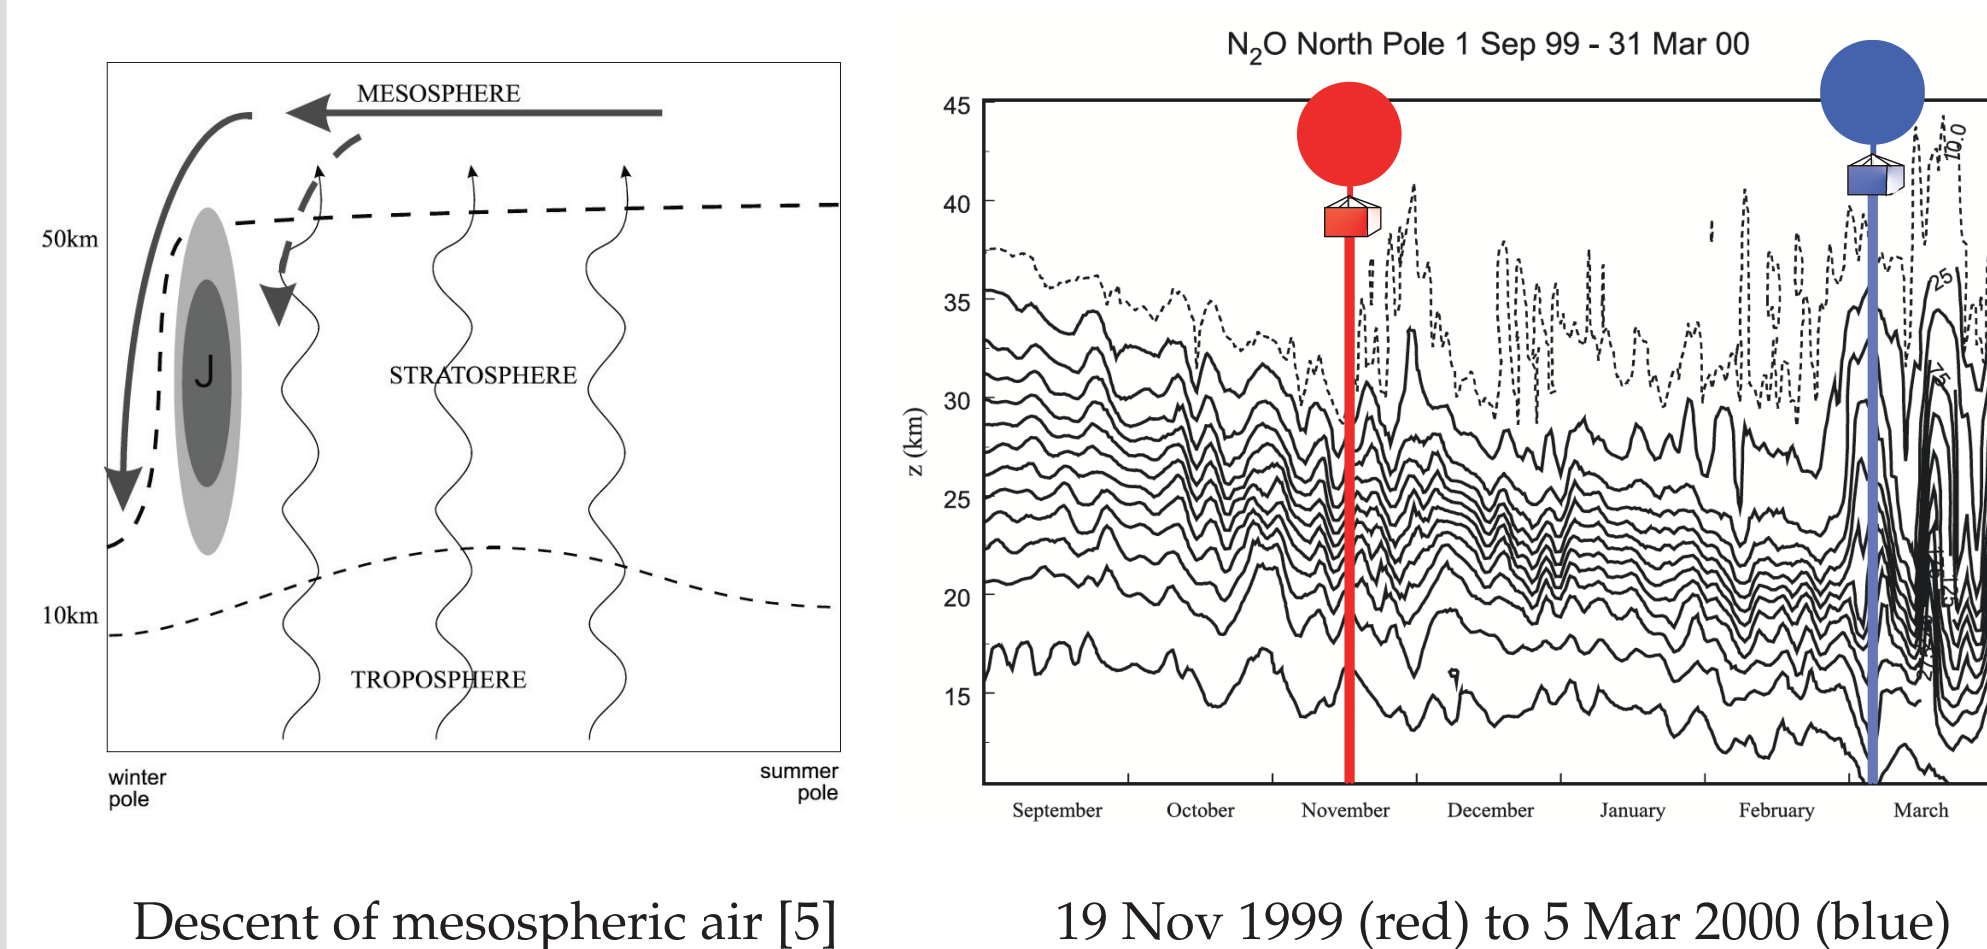 MESOSPHERE
50km
J
STRATOSPHERE
10km
TROPOSPHERE
winter
pole
summer
pole
Descent of mesospheric air [5]
N₂O North Pole 1 Sep 99 - 31 Mar 00
45
40
35
30
25
20
15
z (km)
10.0
25
75
175
September
October
November
December
January
February
March
19 Nov 1999 (red) to 5 Mar 2000 (blue)